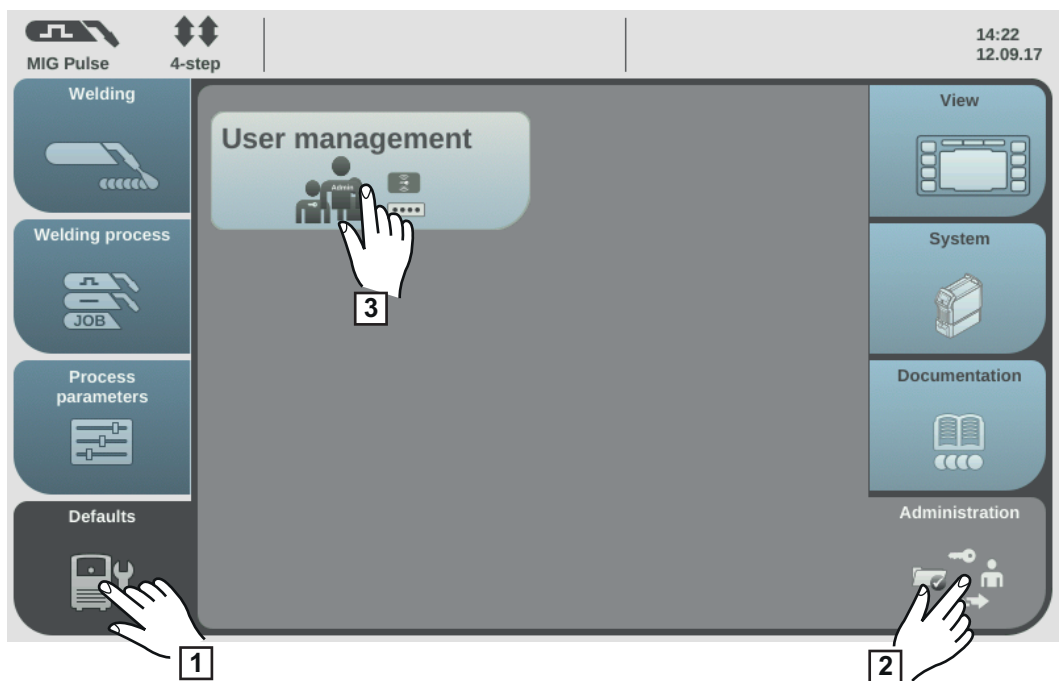 MIG Pulse
4-step
14:22
12.09.17
Welding
Welding process
JOB
Process
parameters
Defaults
User management
Admin
View
System
Documentation
Administration
1
2
3